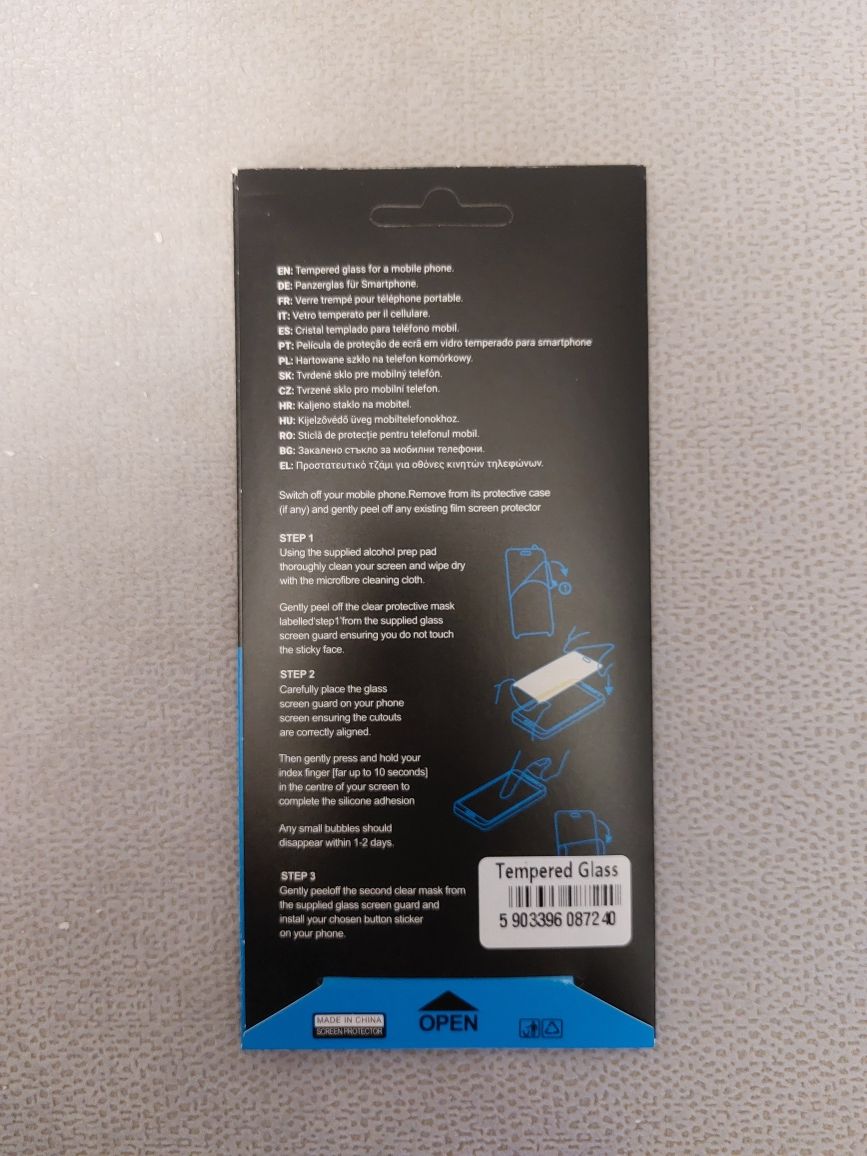 EN: Tempered glass for a mobile phone.
DE: Panzerglas für Smartphone.
FR: Verre trempé pour téléphone portable.
IT: Vetro temperato per il cellulare.
ES: Cristal templado para teléfono mobil.
PT: Película de proteção de ecrã em vidro temperado para smartphone
PL: Hartowane szkło na telefon komórkowy.
SK: Tvrdené sklo pre mobilný telefón.
CZ: Tvrzené sklo pro mobilní telefon.
HR: Kaljeno staklo na mobitel.
HU: Kijelzővédő üveg mobiltelefonokhoz.
RO: Sticlă de protecție pentru telefonul mobil.
BG: Закалено стъкло за мобилни телефони.
EL: Προστατευτικό τζάμι για οθόνες κινητών τηλεφώνων.
Switch off your mobile phone.Remove from its protective case
(if any) and gently peel off any existing film screen protector
STEP 1
Using the supplied alcohol prep pad
thoroughly clean your screen and wipe dry
with the microfibre cleaning cloth.
Gently peel off the clear protective mask
labelled'step1'from the supplied glass
screen guard ensuring you do not touch
the sticky face.
1
STEP 2
Carefully place the glass
screen guard on your phone
screen ensuring the cutouts
are correctly aligned.
Then gently press and hold your
index finger [far up to 10 seconds]
in the centre of your screen to
complete the silicone adhesion
Any small bubbles should
disappear within 1-2 days.
STEP 3
Gently peeloff the second clear mask from
the supplied glass screen guard and
install your chosen button sticker
on your phone.
Tempered Glass
5 903396 087240
MADE IN CHINA
SCREEN PROTECTOR
OPEN